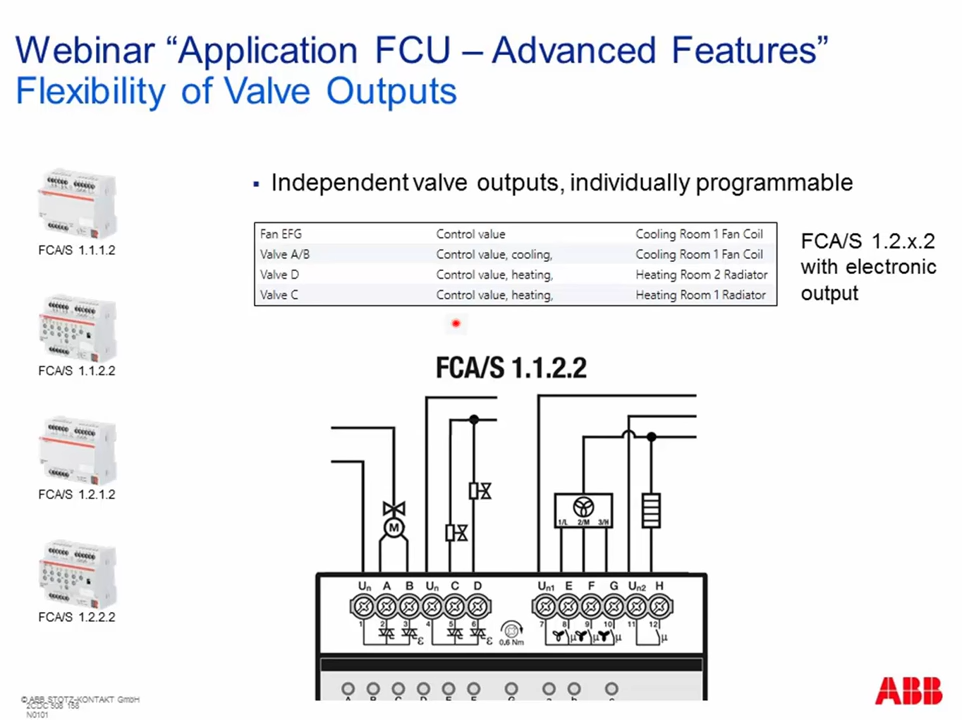 Webinar “Application FCU – Advanced Features”
Flexibility of Valve Outputs
▪ Independent valve outputs, individually programmable
FCA/S 1.1.1.2
FCA/S 1.1.2.2
FCA/S 1.2.1.2
FCA/S 1.2.2.2
Fan EFG Control value Cooling Room 1 Fan Coil
Valve A/B Control value, cooling, Cooling Room 1 Fan Coil
Valve D Control value, heating, Heating Room 2 Radiator
Valve C Control value, heating, Heating Room 1 Radiator
FCA/S 1.2.x.2
with electronic
output
FCA/S 1.1.2.2
M
1/L 2/M 3/H
Un A B Un C D Un1 E F G Un2 H
1 2 3 4 5 6 7 8 9 10 11 12
ε ε 0,6 Nm μ μ μ μ
© ABB STOTZ-KONTAKT GmbH
N0101
ABB